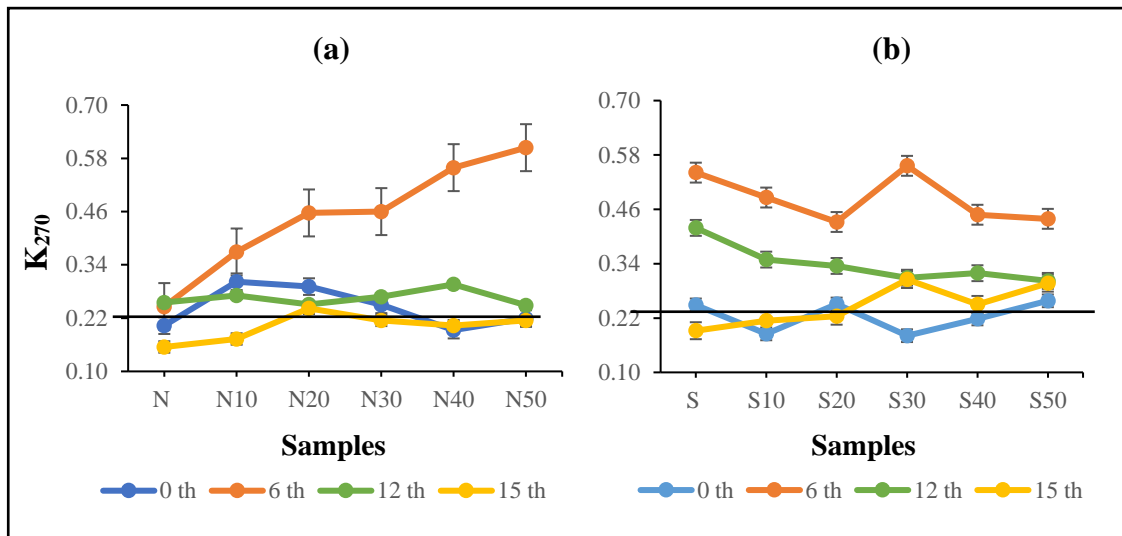 (a)
K270
0.70
0.58
0.46
0.34
0.22
0.10
N N10 N20 N30 N40 N50
Samples
0 th 6 th 12 th 15 th
(b)
0.70
0.58
0.46
0.34
0.22
0.10
S S10 S20 S30 S40 S50
Samples
0 th 6 th 12 th 15 th